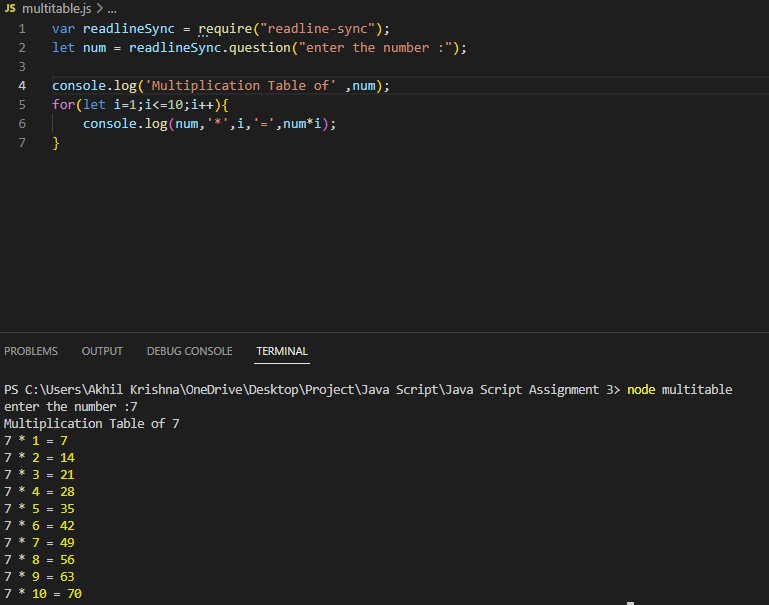 JS multitable.js > ...
1 var readlineSync = require("readline-sync");
2 let num = readlineSync.question("enter the number :");
3
4 console.log('Multiplication Table of' ,num);
5 for(let i=1;i<=10;i++){
6     console.log(num,'*',i,'=',num*i);
7 }
PROBLEMS OUTPUT DEBUG CONSOLE TERMINAL
PS C:\Users\Akhil Krishna\OneDrive\Desktop\Project\Java Script\Java Script Assignment 3> node multitable
enter the number :7
Multiplication Table of 7
7 * 1 = 7
7 * 2 = 14
7 * 3 = 21
7 * 4 = 28
7 * 5 = 35
7 * 6 = 42
7 * 7 = 49
7 * 8 = 56
7 * 9 = 63
7 * 10 = 70